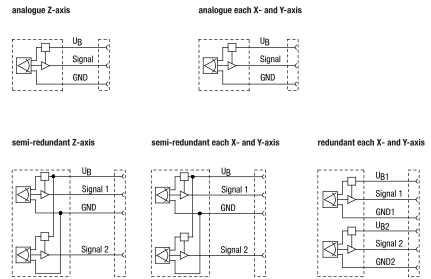 analogue Z-axis
analogue each X- and Y-axis
UB
Signal
GND
UB
Signal
GND
semi-redundant Z-axis
semi-redundant each X- and Y-axis
redundant each X- and Y-axis
UB
Signal 1
GND
Signal 2
UB
Signal 1
GND
Signal 2
UB1
Signal 1
GND1
UB2
Signal 2
GND2